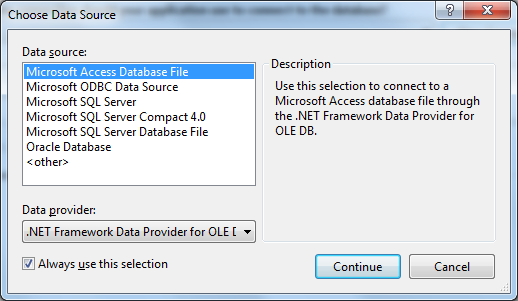 Choose Data Source
Data source:
Microsoft Access Database File
Microsoft ODBC Data Source
Microsoft SQL Server
Microsoft SQL Server Compact 4.0
Microsoft SQL Server Database File
Oracle Database
<other>
Description
Use this selection to connect to a
Microsoft Access database file through
the .NET Framework Data Provider for
OLE DB.
Data provider:
.NET Framework Data Provider for OLE D
Always use this selection
Continue
Cancel